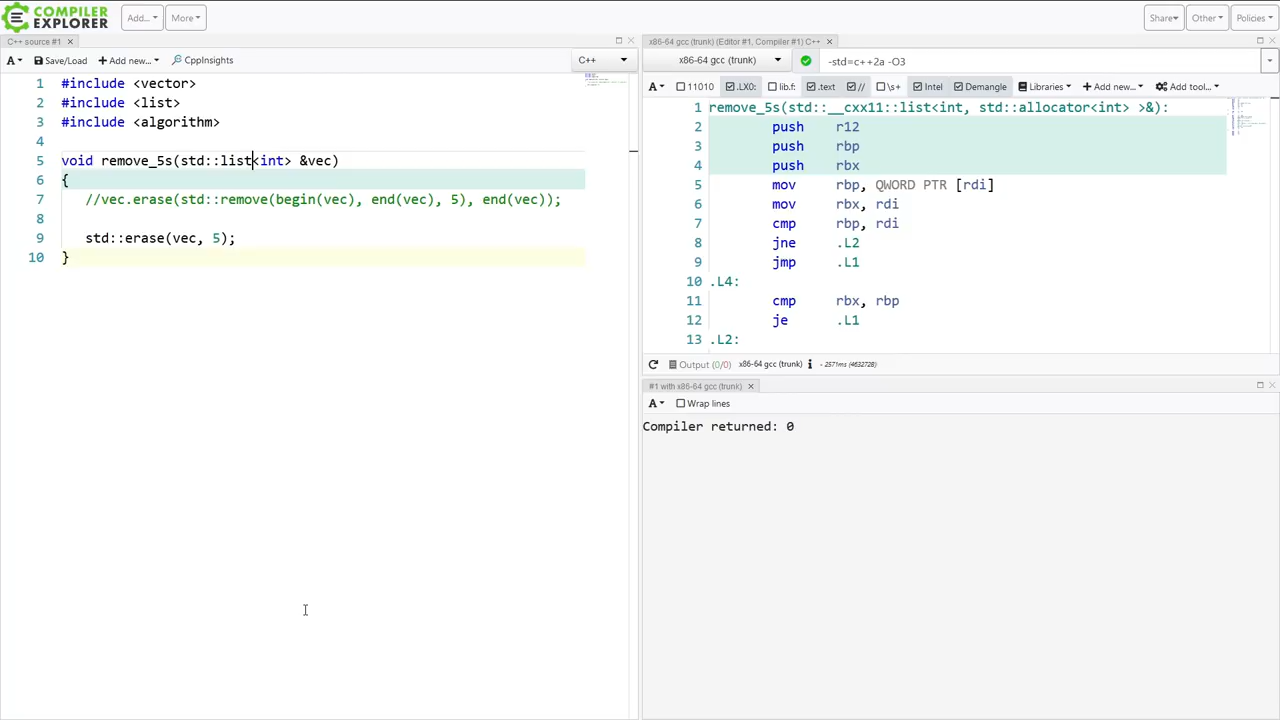 COMPILER
EXPLORER
Add...
More
Share
Other
Policies
C++ source #1
A
Save/Load
Add new...
CppInsights
C++
1 #include <vector>
2 #include <list>
3 #include <algorithm>
4
5 void remove_5s(std::list<int> &vec)
6 {
7 //vec.erase(std::remove(begin(vec), end(vec), 5), end(vec));
8
9 std::erase(vec, 5);
10 }
x86-64 gcc (trunk) (Editor #1, Compiler #1) C++
x86-64 gcc (trunk)
-std=c++2a -O3
A
11010
.LX0:
lib.f:
.text
//
\s+
Intel
Demangle
Libraries
Add new...
Add tool...
1 remove_5s(std::__cxx11::list<int, std::allocator<int> >&):
2 push r12
3 push rbp
4 push rbx
5 mov rbp, QWORD PTR [rdi]
6 mov rbx, rdi
7 cmp rbp, rdi
8 jne .L2
9 jmp .L1
10 .L4:
11 cmp rbx, rbp
12 je .L1
13 .L2:
Output (0/0)
x86-64 gcc (trunk)
i
- 2571ms (463272B)
#1 with x86-64 gcc (trunk)
A
Wrap lines
Compiler returned: 0